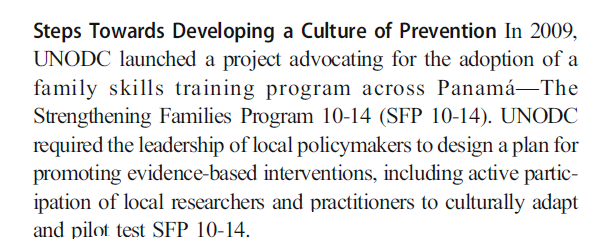 Steps Towards Developing a Culture of Prevention In 2009,
UNODC launched a project advocating for the adoption of a
family skills training program across Panamá—The
Strengthening Families Program 10-14 (SFP 10-14). UNODC
required the leadership of local policymakers to design a plan for
promoting evidence-based interventions, including active partic-
ipation of local researchers and practitioners to culturally adapt
and pilot test SFP 10-14.